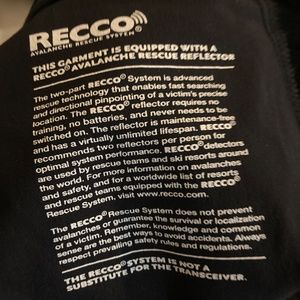 RECCO
AVALANCHE RESCUE SYSTEM®
THIS GARMENT IS EQUIPPED WITH A
RECCO® AVALANCHE RESCUE REFLECTOR
The two-part RECCO® System is advanced
rescue technology that enables fast searching
and directional pinpointing of a victim's precise
location. The RECCO® reflector requires no
training, no batteries, and never needs to be
switched on. The reflector is maintenance-free
and has a virtually unlimited lifespan. RECCO®
recommends two reflectors per person for
optimal system performance. RECCO® detectors
are used by rescue teams and ski resorts around
the world. For more information on avalanches
and safety, and for a worldwide list of resorts
and rescue teams equipped with the RECCO®
Rescue System, visit www.recco.com.
The RECCO® Rescue System does not prevent
avalanches or guarantee the survival or localization
of a victim. Remember, knowledge and common
sense are the best ways to avoid accidents. Always
respect prevailing safety rules and regulations.
THE RECCO® SYSTEM IS NOT A
SUBSTITUTE FOR THE TRANSCEIVER.